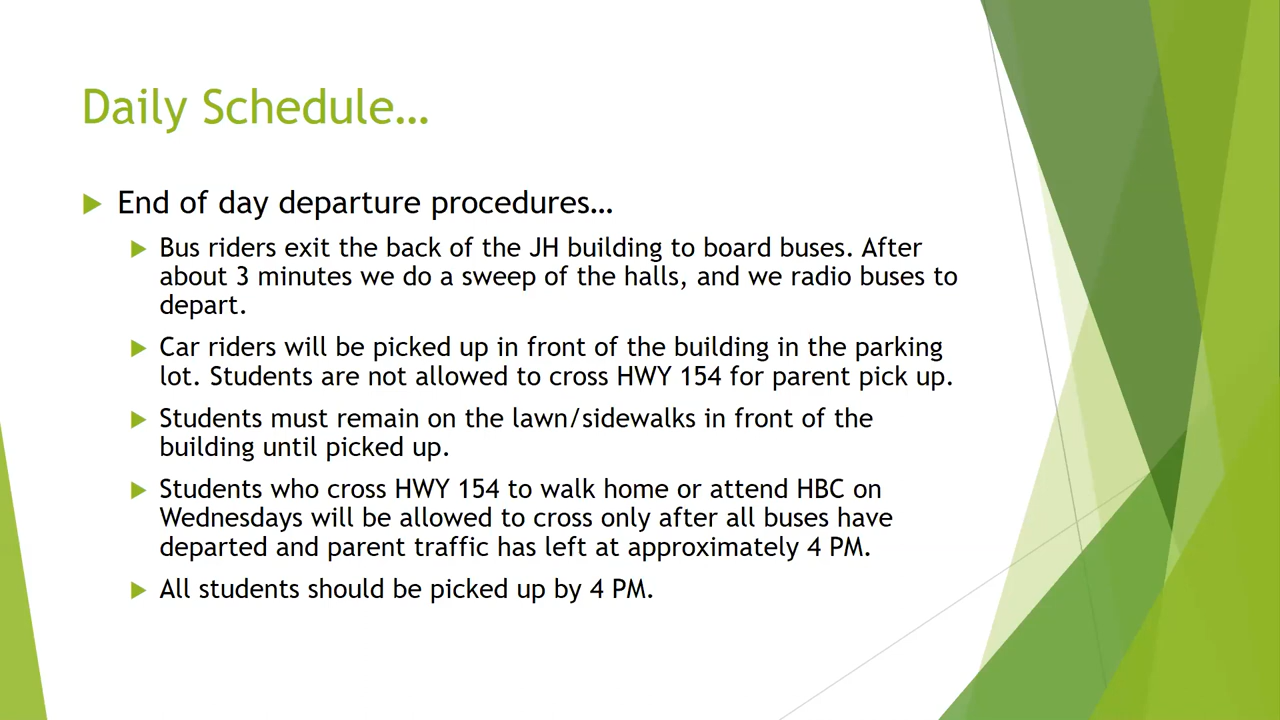 Daily Schedule…
End of day departure procedures…
Bus riders exit the back of the JH building to board buses. After
about 3 minutes we do a sweep of the halls, and we radio buses to
depart.
Car riders will be picked up in front of the building in the parking
lot. Students are not allowed to cross HWY 154 for parent pick up.
Students must remain on the lawn/sidewalks in front of the
building until picked up.
Students who cross HWY 154 to walk home or attend HBC on
Wednesdays will be allowed to cross only after all buses have
departed and parent traffic has left at approximately 4 PM.
All students should be picked up by 4 PM.